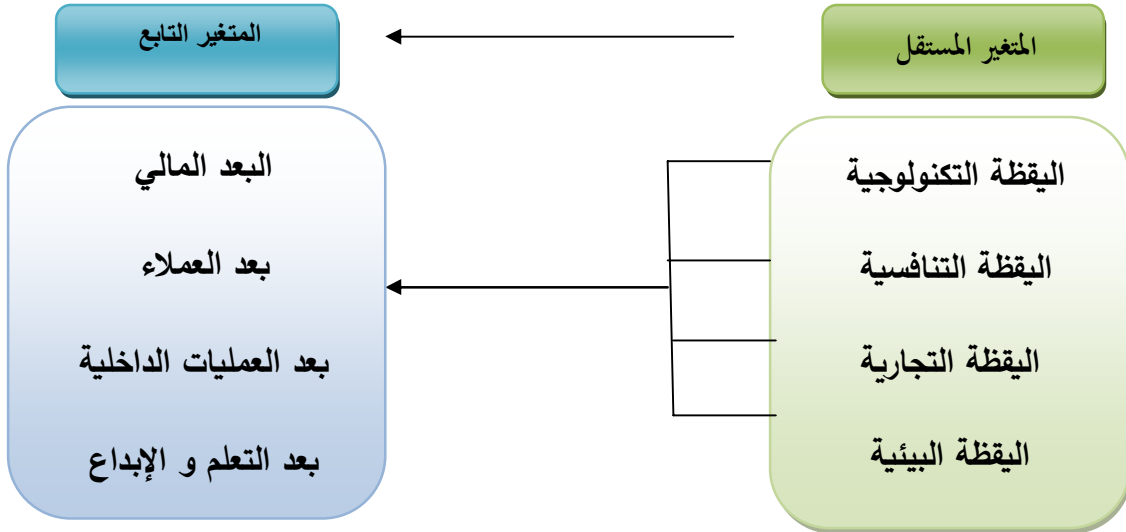 المتغير المستقل
المتغير التابع
اليقظة التكنولوجية
اليقظة التنافسية
اليقظة التجارية
اليقظة البيئية
البعد المالي
بعد العملاء
بعد العمليات الداخلية
بعد التعلم و الإبداع